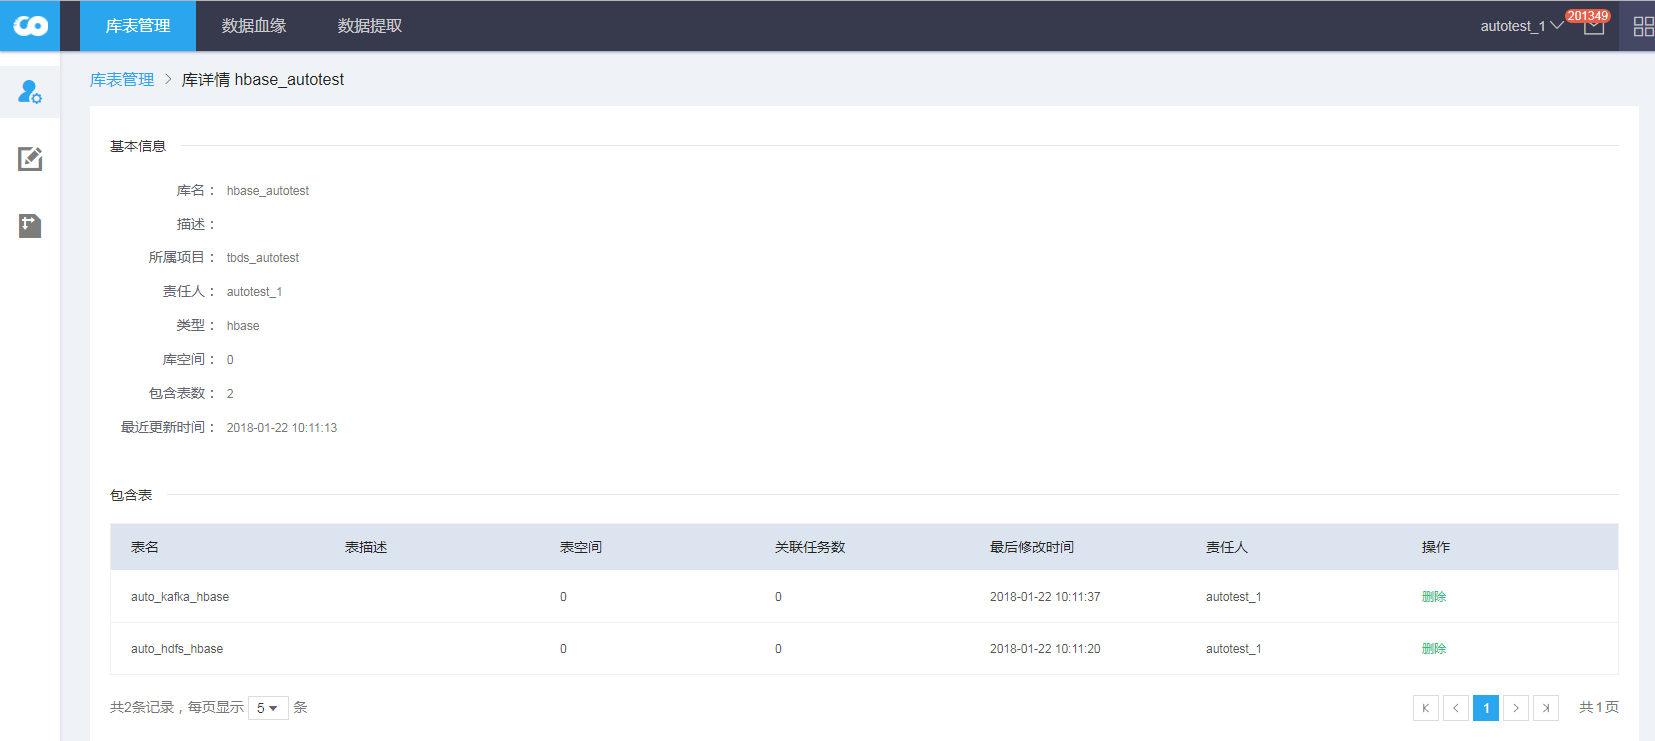 库表管理 数据血缘 数据提取 autotest_1 201349
库表管理 > 库详情 hbase_autotest
基本信息
库名： hbase_autotest
描述：
所属项目： tbds_autotest
责任人： autotest_1
类型： hbase
库空间： 0
包含表数： 2
最近更新时间： 2018-01-22 10:11:13
包含表
表名 表描述 表空间 关联任务数 最后修改时间 责任人 操作
auto_kafka_hbase 0 0 2018-01-22 10:11:37 autotest_1 删除
auto_hdfs_hbase 0 0 2018-01-22 10:11:20 autotest_1 删除
共2条记录，每页显示 5 条 1 共1页